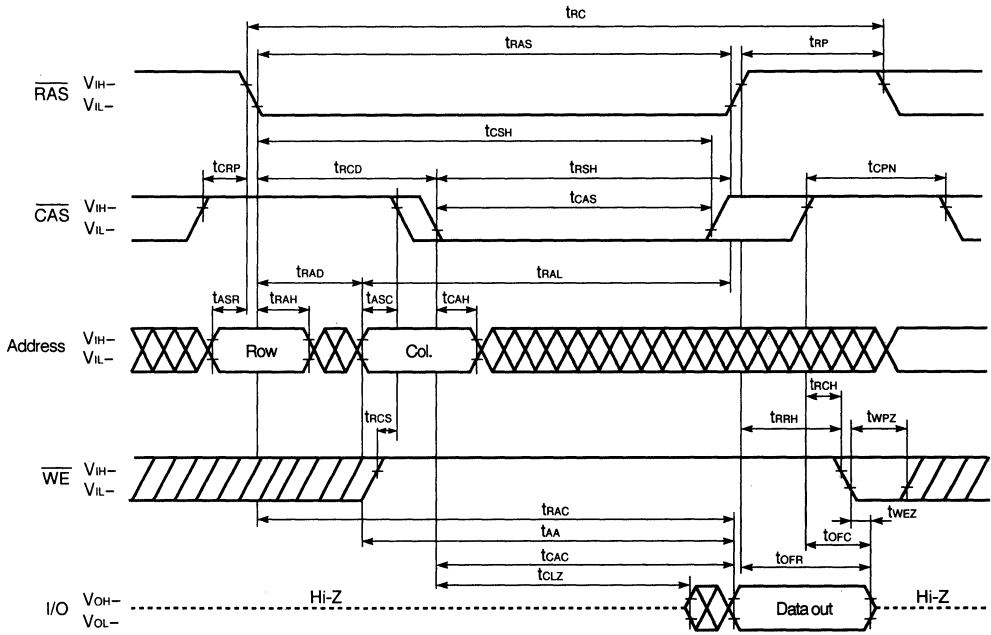 tRC
tRAS tRP
RAS VIH–
VIL–
tCSH
tCRP tRCD tRSH tCPN
CAS VIH–
VIL–
tCAS
tRAD tRAL
tASR tRAH tASC tCAH
Address VIH–
VIL–
Row Col.
tRCH
tRCS tRRH tWPZ
WE VIH–
VIL–
tRAC tWEZ
tAA tOFC
tCAC tOFR
tCLZ
I/O VOH–
VOL–
Hi-Z Data out Hi-Z